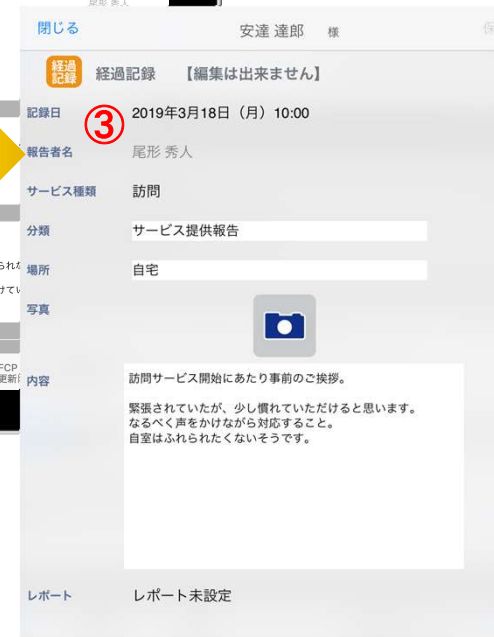 尾形 秀人
閉じる
安達 達郎 様
経過記録
経過記録 【編集は出来ません】
記録日 2019年3月18日（月）10:00
③
報告者名 尾形 秀人
サービス種類 訪問
分類 サービス提供報告
場所 自宅
写真
内容 訪問サービス開始にあたり事前のご挨拶。
緊張されていたが、少し慣れていただけると思います。
なるべく声をかけながら対応すること。
自室はふれられたくないそうです。
FCP
更新
レポート レポート未設定